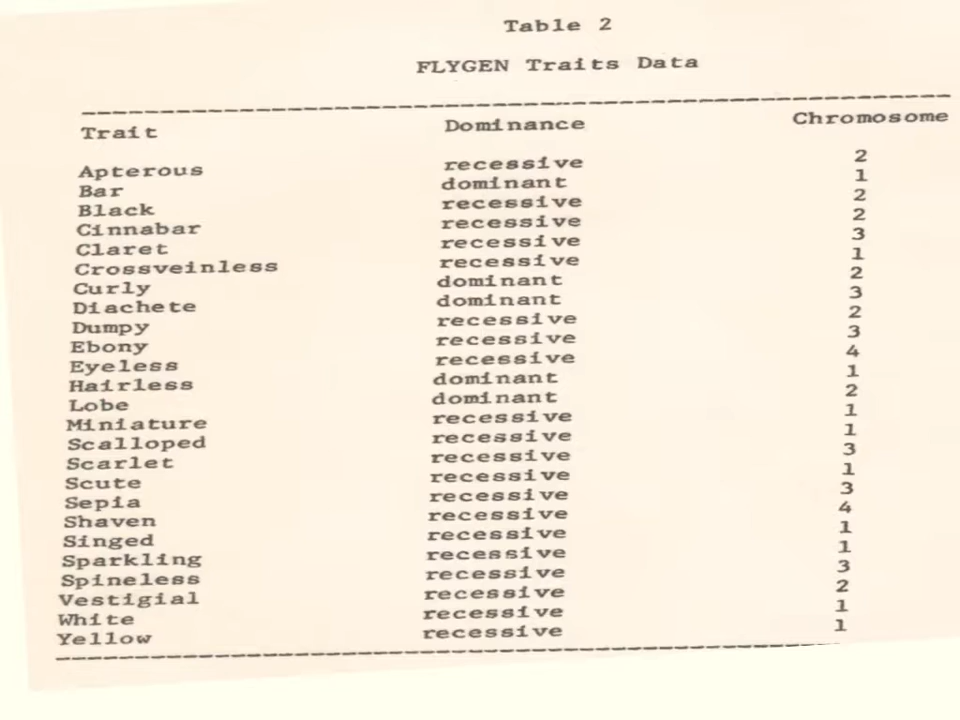 Table 2
FLYGEN Traits Data
Trait Dominance Chromosome
Apterous recessive 2
Bar dominant 1
Black recessive 2
Cinnabar recessive 2
Claret recessive 3
Crossveinless recessive 1
Curly dominant 2
Diachete dominant 3
Dumpy recessive 2
Ebony recessive 3
Eyeless recessive 4
Hairless dominant 1
Lobe dominant 2
Miniature recessive 1
Scalloped recessive 1
Scarlet recessive 3
Scute recessive 1
Sepia recessive 3
Shaven recessive 4
Singed recessive 1
Sparkling recessive 1
Spineless recessive 3
Vestigial recessive 2
White recessive 1
Yellow recessive 1